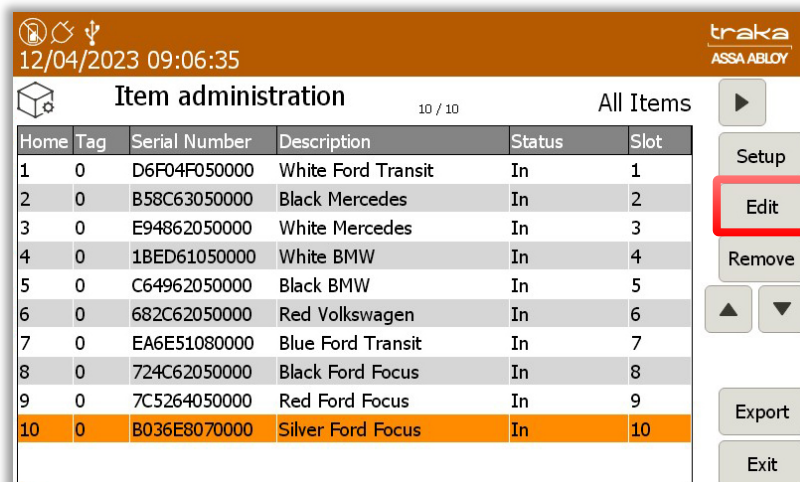 traka
12/04/2023 09:06:35
ASSA ABLOY
Item administration 10 / 10 All Items
Home Tag Serial Number Description Status Slot
1 0 D6F04F050000 White Ford Transit In 1
2 0 B58C63050000 Black Mercedes In 2
3 0 E94862050000 White Mercedes In 3
4 0 1BED61050000 White BMW In 4
5 0 C64962050000 Black BMW In 5
6 0 682C62050000 Red Volkswagen In 6
7 0 EA6E51080000 Blue Ford Transit In 7
8 0 724C62050000 Black Ford Focus In 8
9 0 7C5264050000 Red Ford Focus In 9
10 0 B036E8070000 Silver Ford Focus In 10
Setup
Edit
Remove
Export
Exit